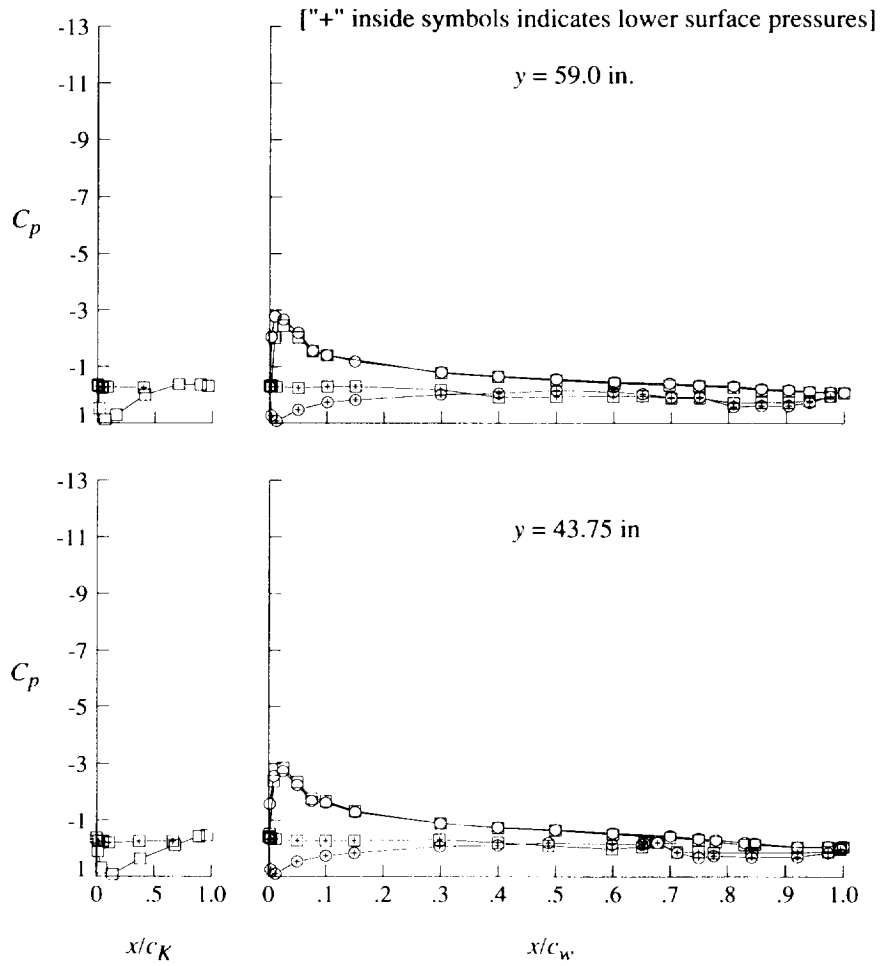 ["+" inside symbols indicates lower surface pressures]
-13
-11
-9
-7
-5
-3
-1
1
C_p
y = 59.0 in.
-13
-11
-9
-7
-5
-3
-1
1
C_p
y = 43.75 in
0 .5 1.0
0 .1 .2 .3 .4 .5 .6 .7 .8 .9 1.0
x/c_K
x/c_w